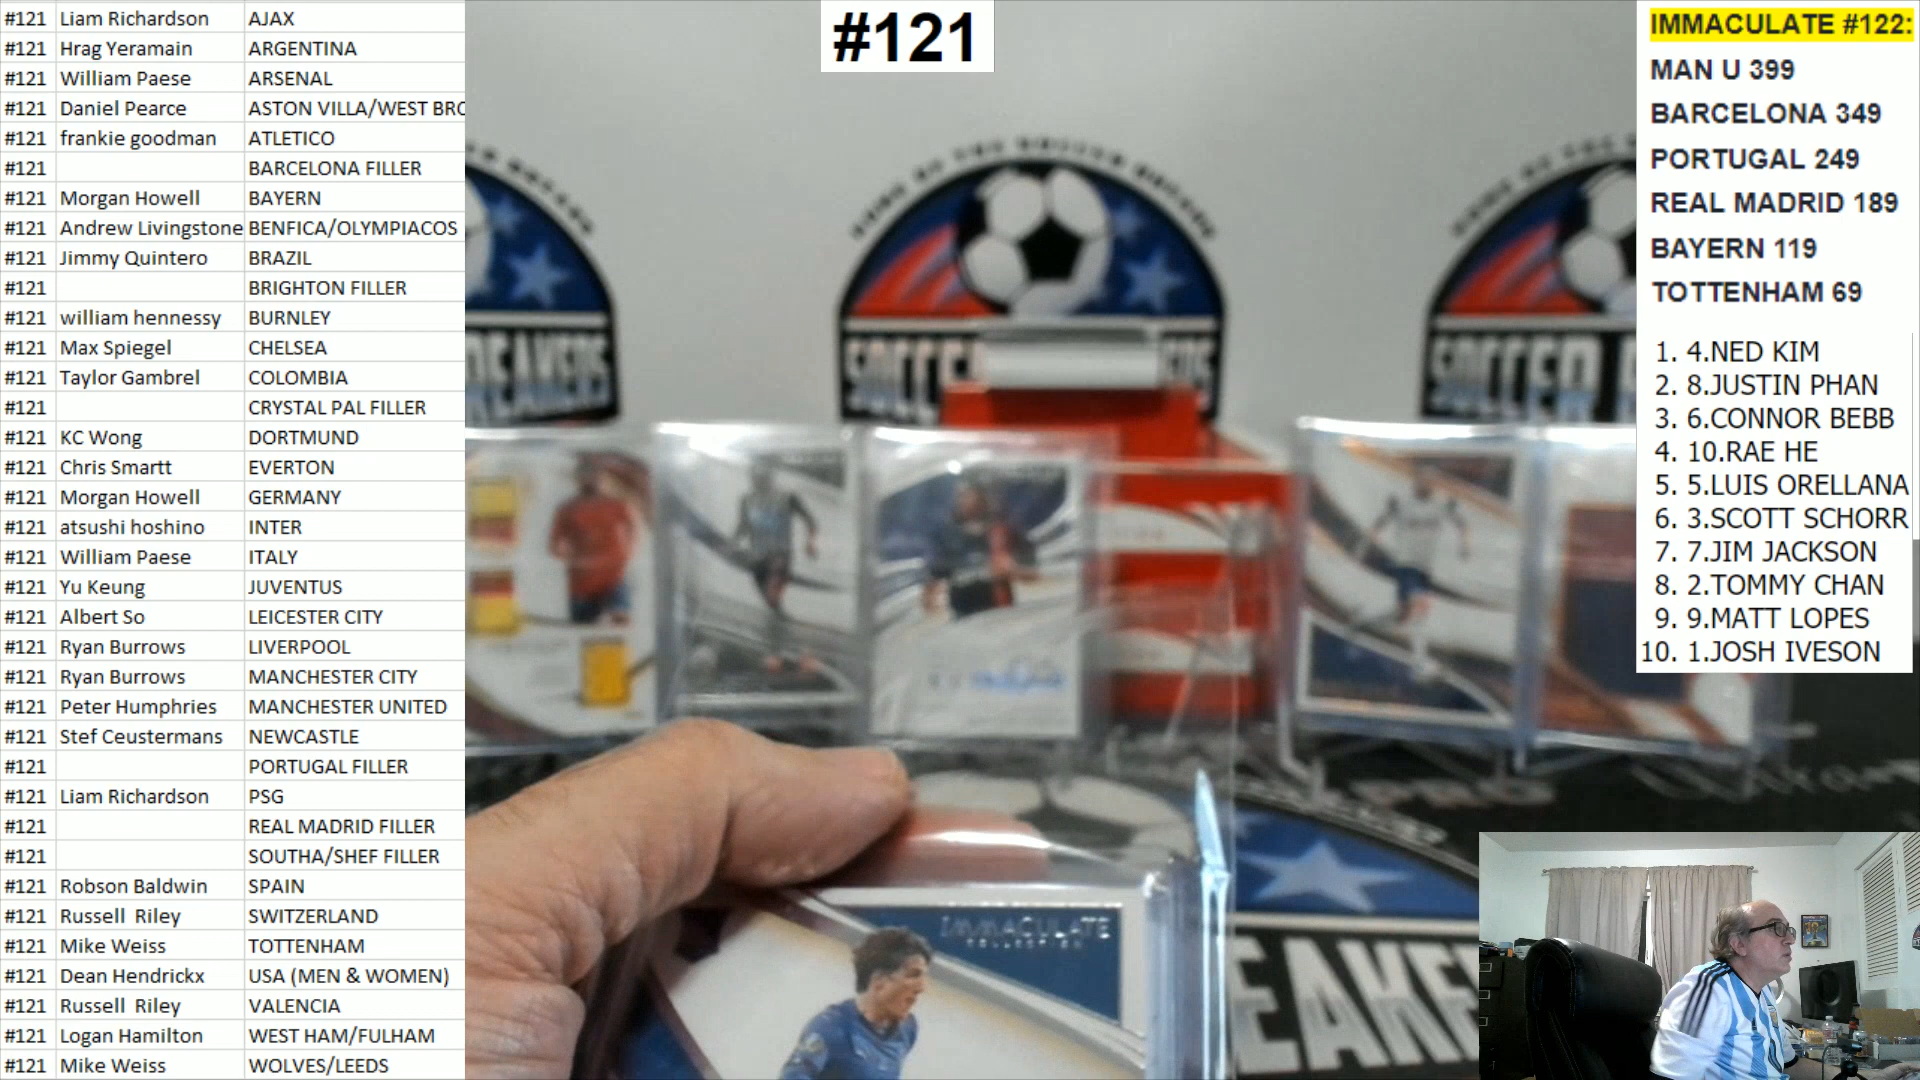 #121 Liam Richardson AJAX
#121 Hrag Yeramain ARGENTINA
#121 William Paese ARSENAL
#121 Daniel Pearce ASTON VILLA/WEST BRO
#121 frankie goodman ATLETICO
#121 BARCELONA FILLER
#121 Morgan Howell BAYERN
#121 Andrew Livingstone BENFICA/OLYMPIACOS
#121 Jimmy Quintero BRAZIL
#121 BRIGHTON FILLER
#121 william hennessy BURNLEY
#121 Max Spiegel CHELSEA
#121 Taylor Gambrel COLOMBIA
#121 CRYSTAL PAL FILLER
#121 KC Wong DORTMUND
#121 Chris Smartt EVERTON
#121 Morgan Howell GERMANY
#121 atsushi hoshino INTER
#121 William Paese ITALY
#121 Yu Keung JUVENTUS
#121 Albert So LEICESTER CITY
#121 Ryan Burrows LIVERPOOL
#121 Ryan Burrows MANCHESTER CITY
#121 Peter Humphries MANCHESTER UNITED
#121 Stef Ceustermans NEWCASTLE
#121 PORTUGAL FILLER
#121 Liam Richardson PSG
#121 REAL MADRID FILLER
#121 SOUTHA/SHEF FILLER
#121 Robson Baldwin SPAIN
#121 Russell Riley SWITZERLAND
#121 Mike Weiss TOTTENHAM
#121 Dean Hendrickx USA (MEN & WOMEN)
#121 Russell Riley VALENCIA
#121 Logan Hamilton WEST HAM/FULHAM
#121 Mike Weiss WOLVES/LEEDS
#121
SOCCER
BREAKERS
IMMACULATE
COLLECTION
IMMACULATE #122:
MAN U 399
BARCELONA 349
PORTUGAL 249
REAL MADRID 189
BAYERN 119
TOTTENHAM 69
1. 4.NED KIM
2. 8.JUSTIN PHAN
3. 6.CONNOR BEBB
4. 10.RAE HE
5. 5.LUIS ORELLANA
6. 3.SCOTT SCHORR
7. 7.JIM JACKSON
8. 2.TOMMY CHAN
9. 9.MATT LOPES
10. 1.JOSH IVESON